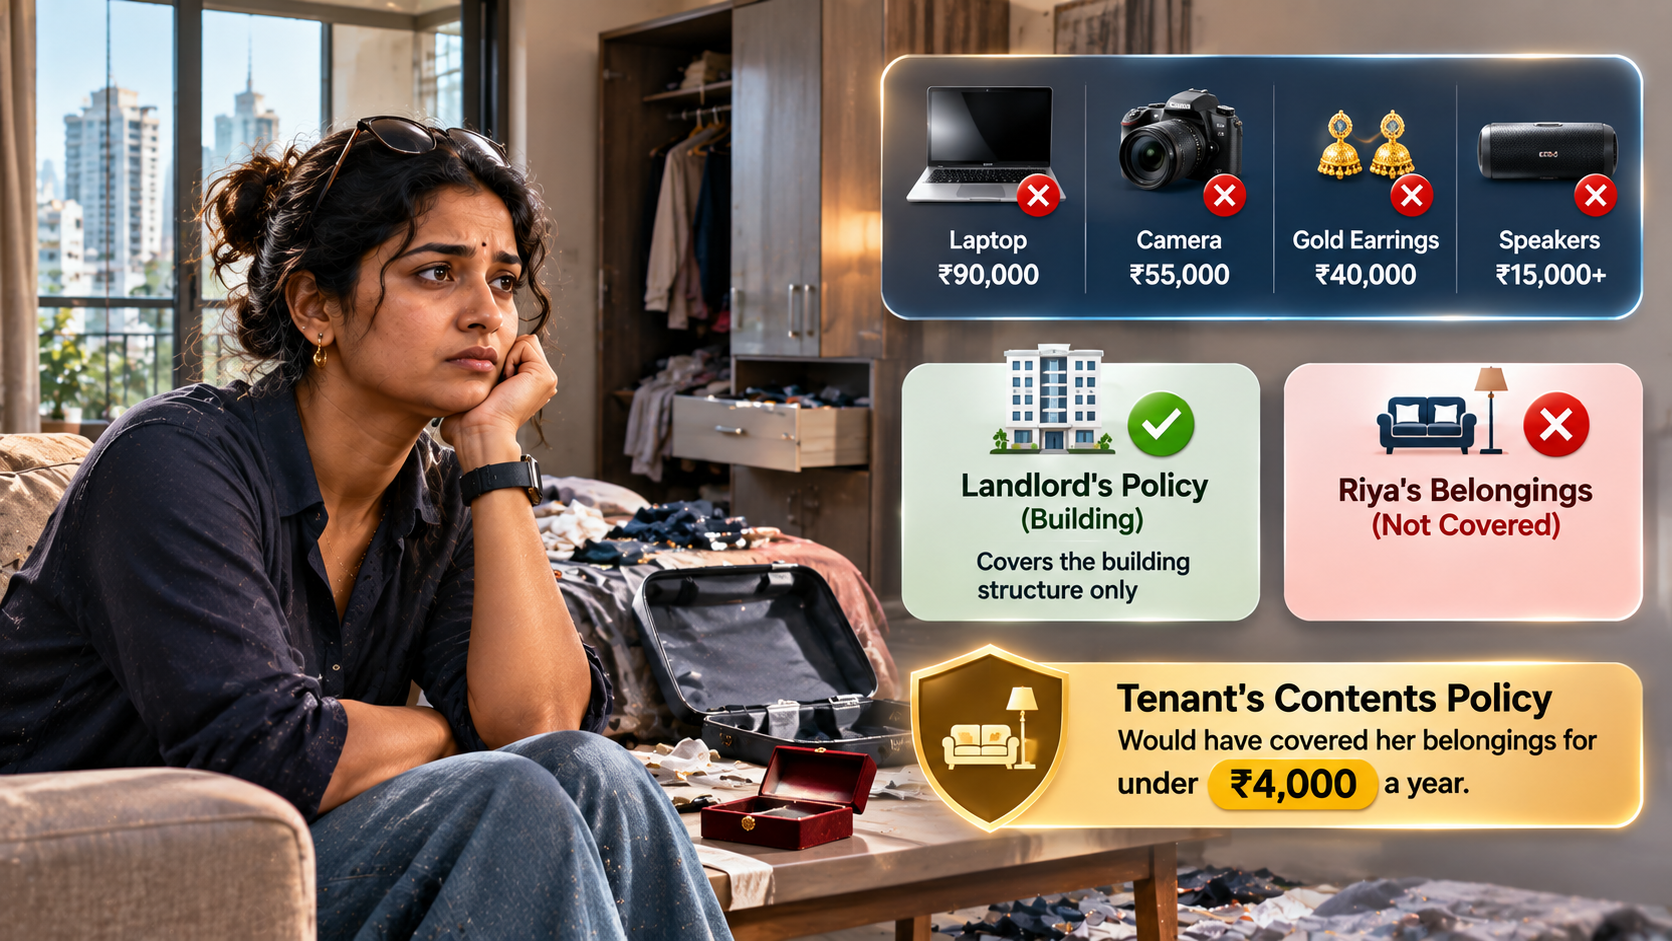 Laptop
₹90,000
Camera
₹55,000
Gold Earrings
₹40,000
Speakers
₹15,000+
Landlord's Policy
(Building)
Covers the building
structure only
Riya's Belongings
(Not Covered)
Tenant's Contents Policy
Would have covered her belongings for
under ₹4,000 a year.